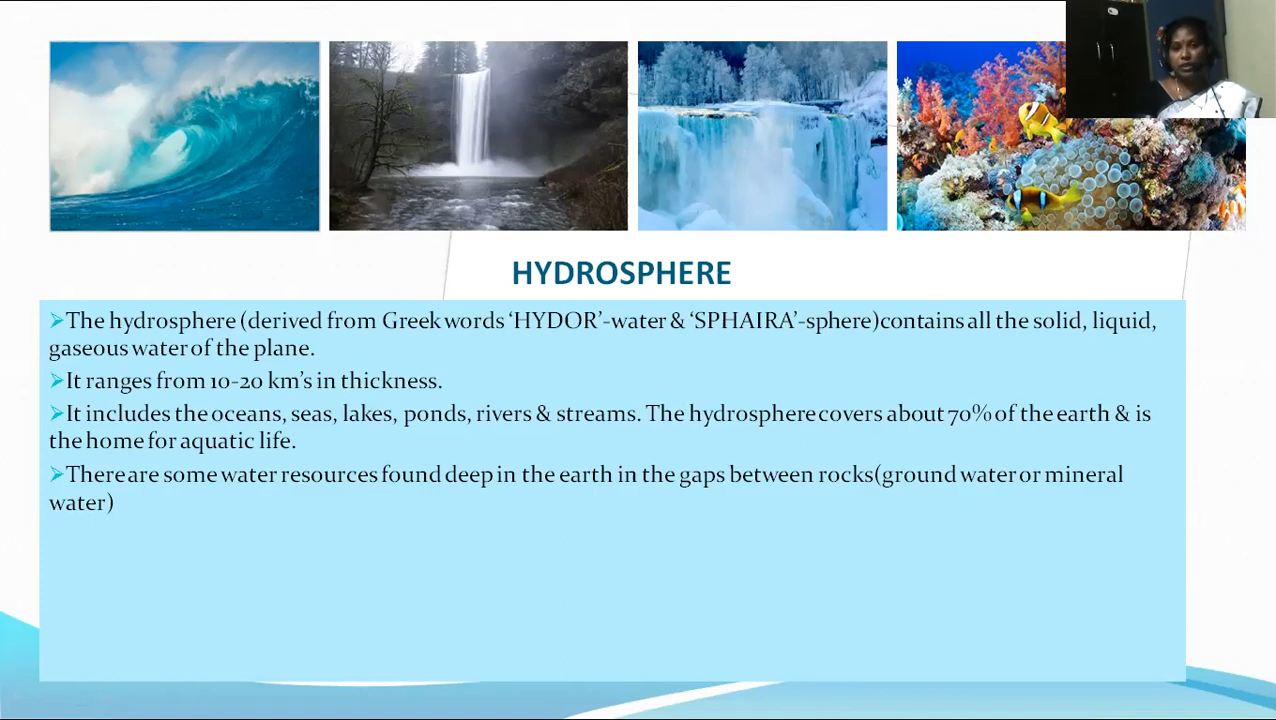 HYDROSPHERE
➢The hydrosphere (derived from Greek words ‘HYDOR’-water & ‘SPHAIRA’-sphere)contains all the solid, liquid,
gaseous water of the plane.
➢It ranges from 10-20 km’s in thickness.
➢It includes the oceans, seas, lakes, ponds, rivers & streams. The hydrosphere covers about 70% of the earth & is
the home for aquatic life.
➢There are some water resources found deep in the earth in the gaps between rocks(ground water or mineral
water)